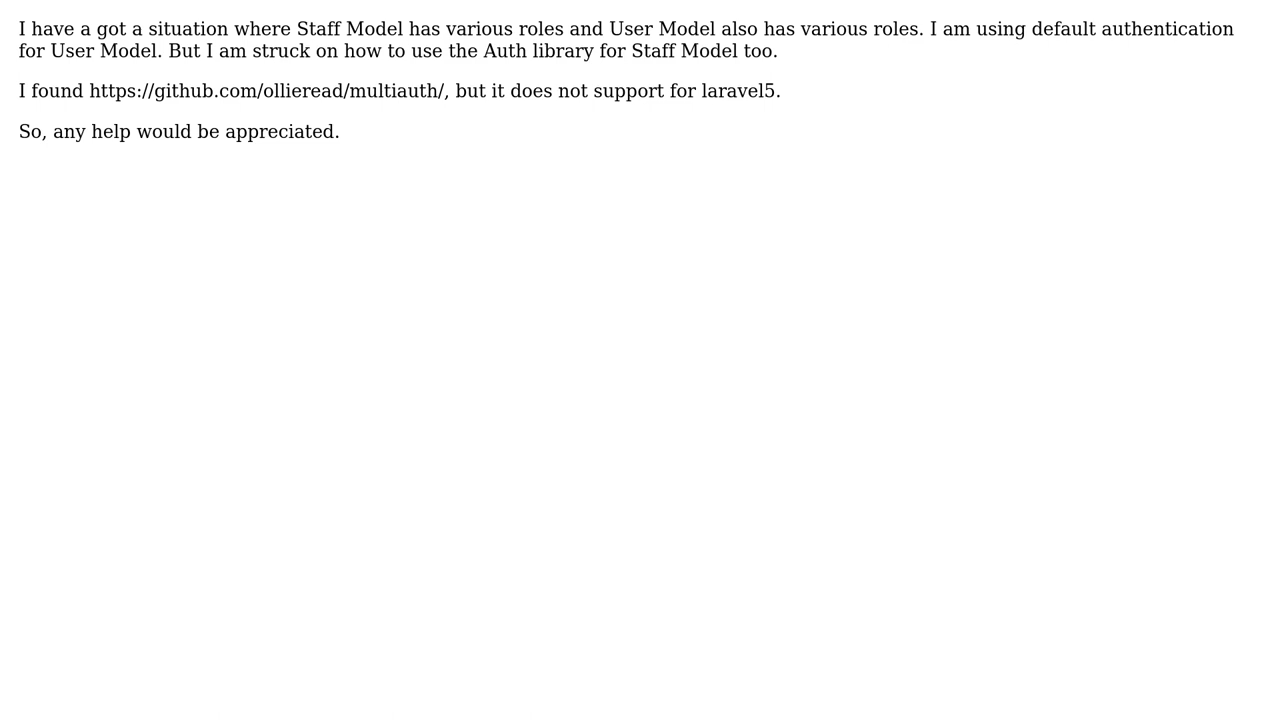 I have a got a situation where Staff Model has various roles and User Model also has various roles. I am using default authentication
for User Model. But I am struck on how to use the Auth library for Staff Model too.
I found https://github.com/ollieread/multiauth/, but it does not support for laravel5.
So, any help would be appreciated.